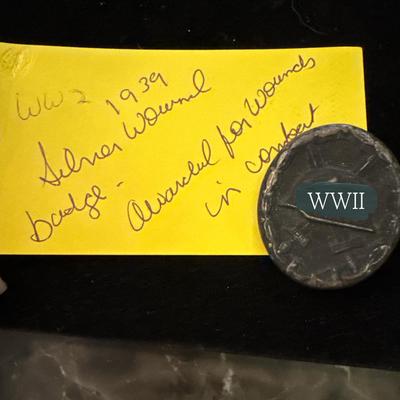 WW2 1939
Silver Wound
badge - awarded for wounds
in combat
WWII